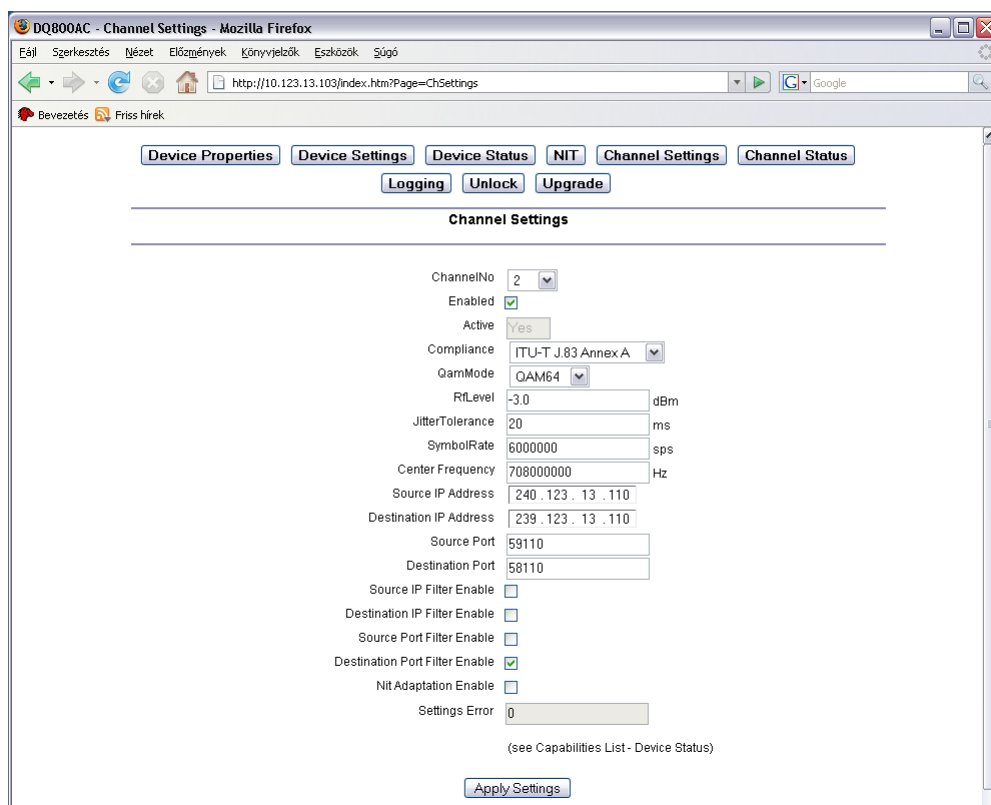 DQ800AC - Channel Settings - Mozilla Firefox
Fájl Szerkesztés Nézet Előzmények Könyvjelzők Eszközök Súgó
http://10.123.13.103/index.htm?Page=ChSettings
G Google
Bevezetés Friss hírek
Device Properties Device Settings Device Status NIT Channel Settings Channel Status
Logging Unlock Upgrade
Channel Settings
ChannelNo 2
Enabled
Active Yes
Compliance ITU-T J.83 Annex A
QamMode QAM64
RfLevel -3.0 dBm
JitterTolerance 20 ms
SymbolRate 6000000 sps
Center Frequency 708000000 Hz
Source IP Address 240 . 123 . 13 . 110
Destination IP Address 239 . 123 . 13 . 110
Source Port 59110
Destination Port 58110
Source IP Filter Enable
Destination IP Filter Enable
Source Port Filter Enable
Destination Port Filter Enable
Nit Adaptation Enable
Settings Error 0
(see Capabilities List - Device Status)
Apply Settings